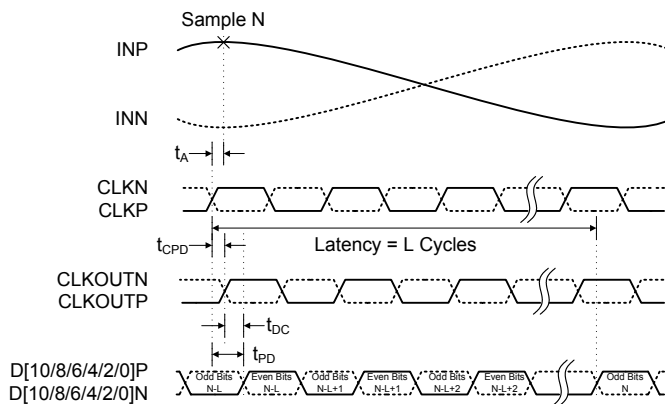 Sample N
INP
INN
tA
CLKN
CLKP
Latency = L Cycles
tCPD
CLKOUTN
CLKOUTP
tDC
tPD
D[10/8/6/4/2/0]P
D[10/8/6/4/2/0]N
Odd Bits Even Bits Odd Bits Even Bits Odd Bits Even Bits Odd Bits
N-L N-L N-L+1 N-L+1 N-L+2 N-L+2 N